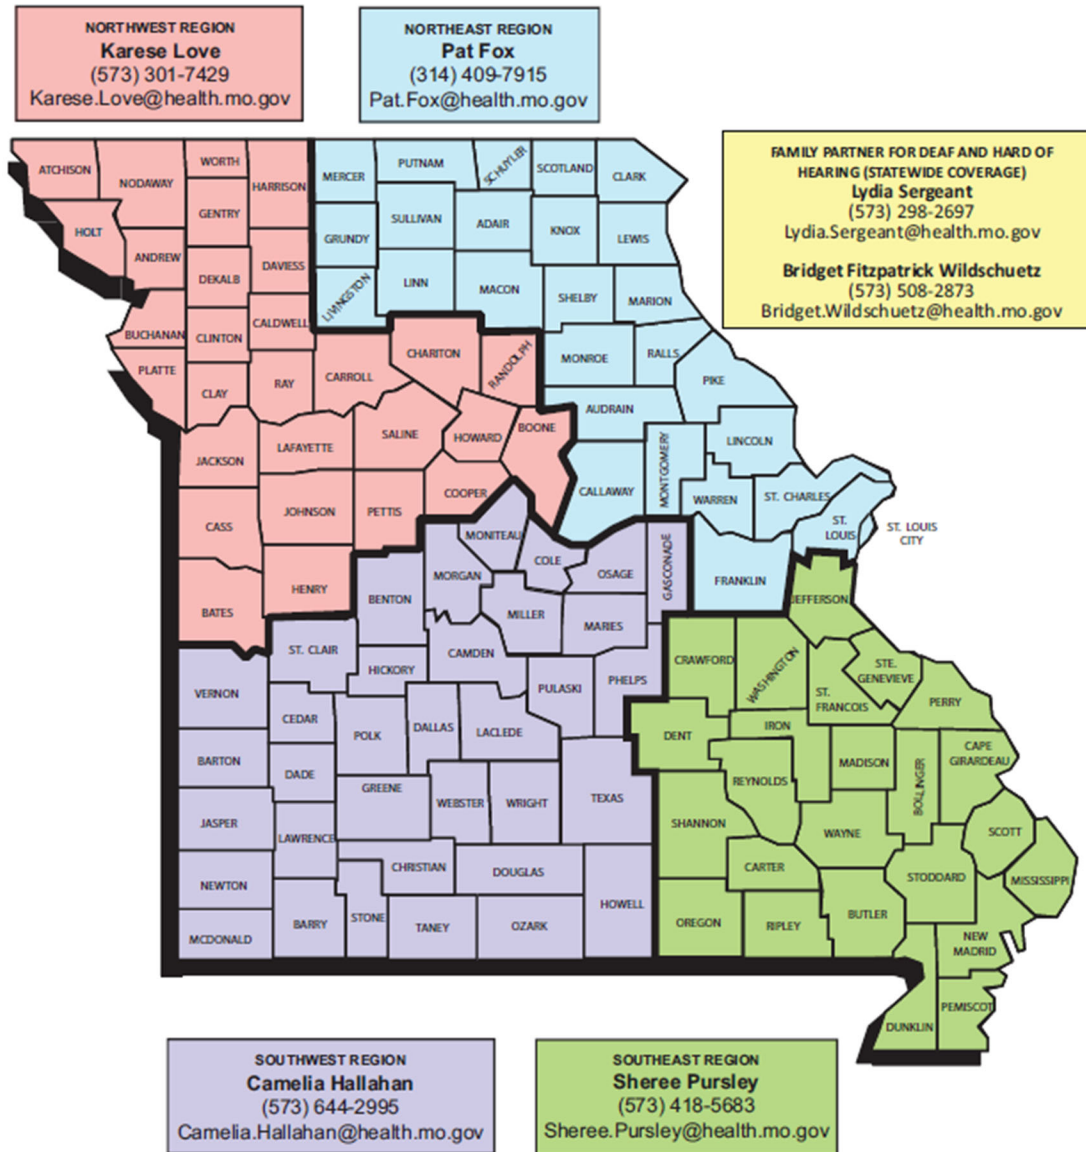 NORTHWEST REGION
Karese Love
(573) 301-7429
Karese.Love@health.mo.gov
NORTHEAST REGION
Pat Fox
(314) 409-7915
Pat.Fox@health.mo.gov
FAMILY PARTNER FOR DEAF AND HARD OF
HEARING (STATEWIDE COVERAGE)
Lydia Sergeant
(573) 298-2697
Lydia.Sergeant@health.mo.gov
Bridget Fitzpatrick Wildschuetz
(573) 508-2873
Bridget.Wildschuetz@health.mo.gov
ATCHISON
NODAWAY
WORTH
HARRISON
GENTRY
HOLT
ANDREW
DEKALB
DAVIESS
BUCHANAN
CLINTON
CALDWELL
PLATTE
CLAY
RAY
CARROLL
CHARITON
RANDOLPH
JACKSON
LAFAYETTE
SALINE
HOWARD
BOONE
CASS
JOHNSON
PETTIS
COOPER
BATES
HENRY
MERCER
PUTNAM
SCHUYLER
SCOTLAND
CLARK
GRUNDY
SULLIVAN
ADAIR
KNOX
LEWIS
LIVINGSTON
LINN
MACON
SHELBY
MARION
MONROE
RALLS
PIKE
AUDRAIN
LINCOLN
CALLAWAY
MONTGOMERY
WARREN
ST. CHARLES
ST.
LOUIS
ST. LOUIS
CITY
FRANKLIN
MONITEAU
COLE
OSAGE
GASCONADE
BENTON
MORGAN
MILLER
MARIES
ST. CLAIR
HICKORY
CAMDEN
PULASKI
PHELPS
VERNON
CEDAR
POLK
DALLAS
LACLEDE
BARTON
DADE
GREENE
WEBSTER
WRIGHT
TEXAS
JASPER
LAWRENCE
CHRISTIAN
DOUGLAS
NEWTON
BARRY
STONE
TANEY
OZARK
HOWELL
MCDONALD
JEFFERSON
CRAWFORD
WASHINGTON
ST.
FRANCOIS
STE.
GENEVIEVE
PERRY
DENT
IRON
MADISON
BOLLINGER
CAPE
GIRARDEAU
REYNOLDS
SHANNON
WAYNE
SCOTT
CARTER
STODDARD
MISSISSIPPI
OREGON
RIPLEY
BUTLER
NEW
MADRID
DUNKLIN
PEMISCOT
SOUTHWEST REGION
Camelia Hallahan
(573) 644-2995
Camelia.Hallahan@health.mo.gov
SOUTHEAST REGION
Sheree Pursley
(573) 418-5683
Sheree.Pursley@health.mo.gov